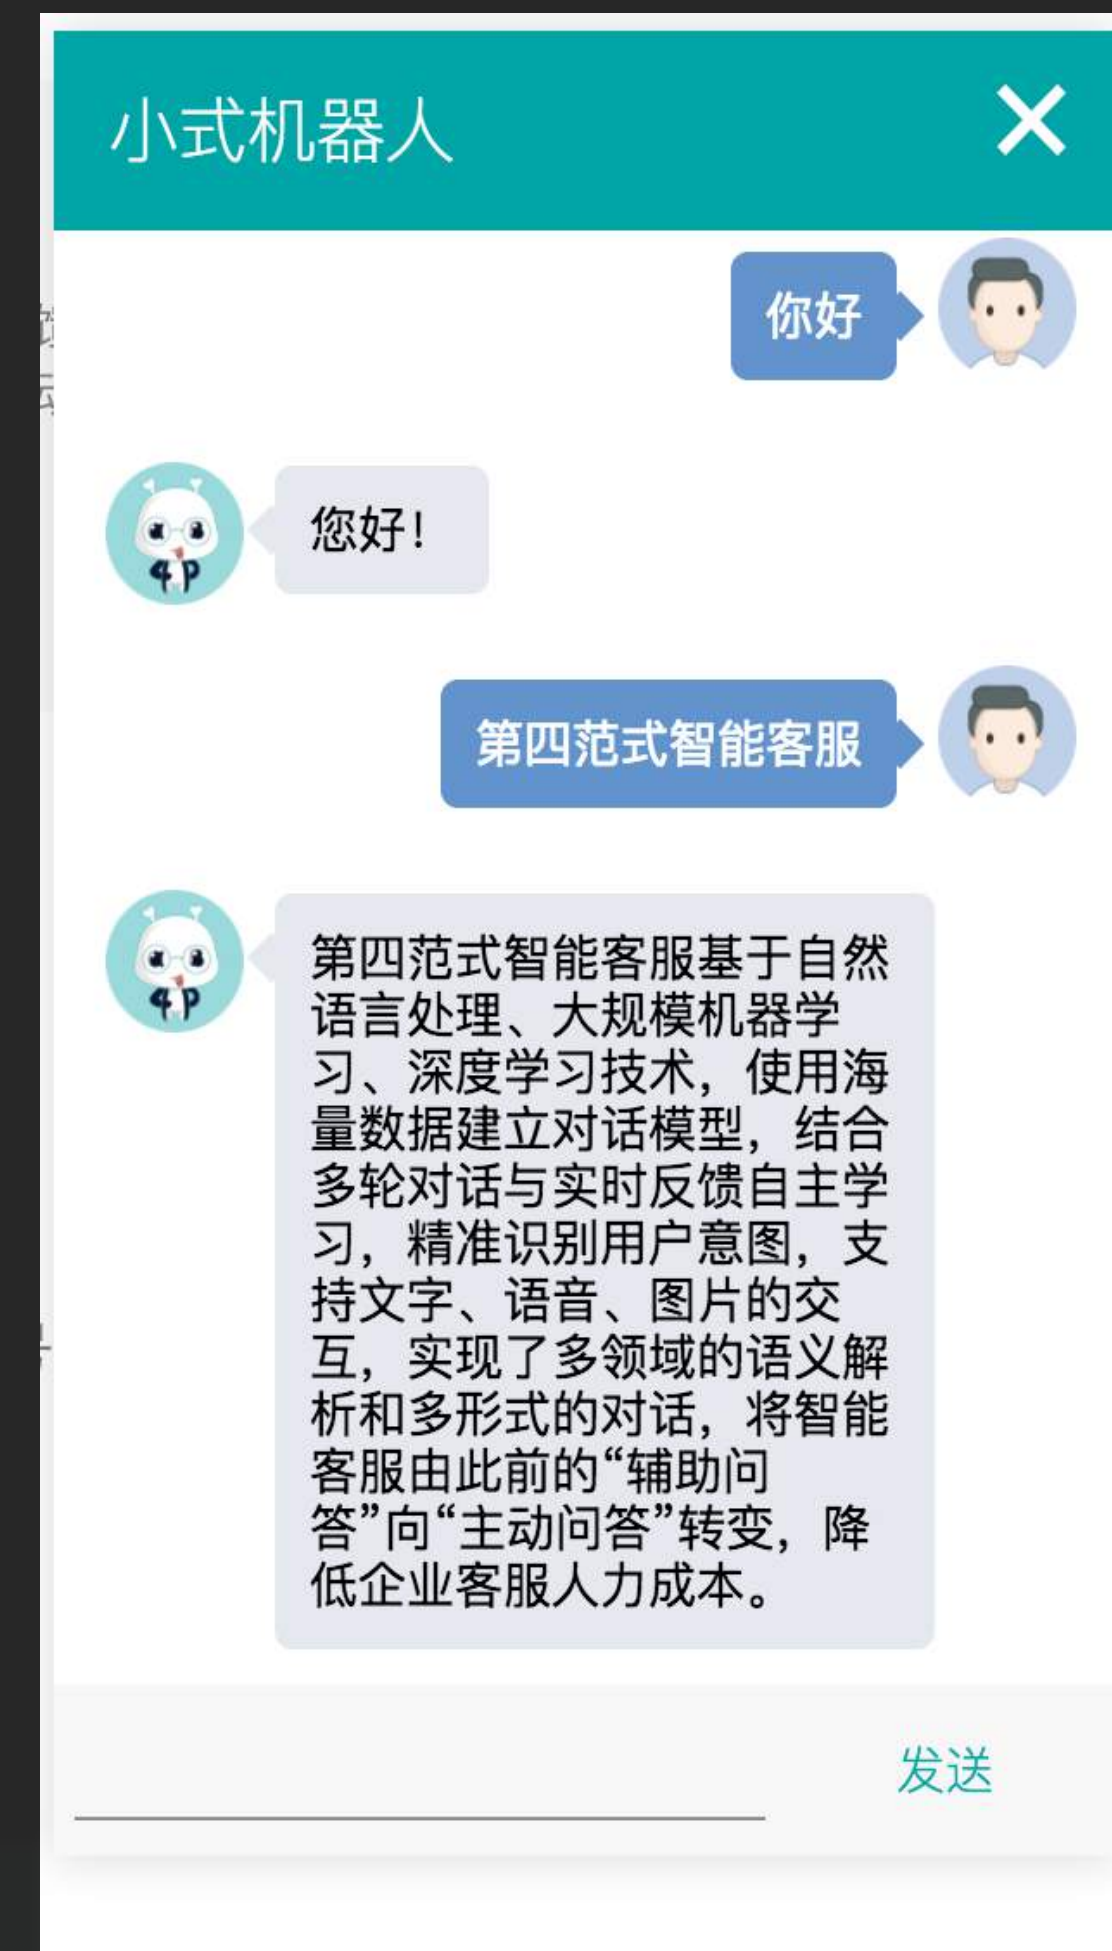 小式机器人
你好
您好!
第四范式智能客服
第四范式智能客服基于自然
语言处理、大规模机器学
习、深度学习技术，使用海
量数据建立对话模型，结合
多轮对话与实时反馈自主学
习，精准识别用户意图，支
持文字、语音、图片的交
互，实现了多领域的语义解
析和多形式的对话，将智能
客服由此前的“辅助问
答”向“主动问答”转变，降
低企业客服人力成本。
发送